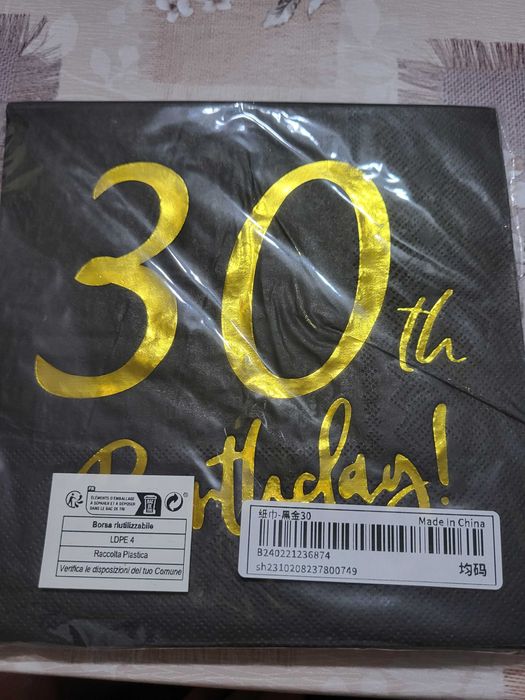 30th
Birthday!
FR
ÉLÉMENTS D'EMBALLAGE
À SÉPARER ET À DÉPOSER
DANS LE BAC DE TRI
Borsa riutilizzabile
LDPE 4
Raccolta Plastica
Verifica le disposizioni del tuo Comune
纸巾-黑金30
Made In China
B240221236874
sh2310208237800749
均码